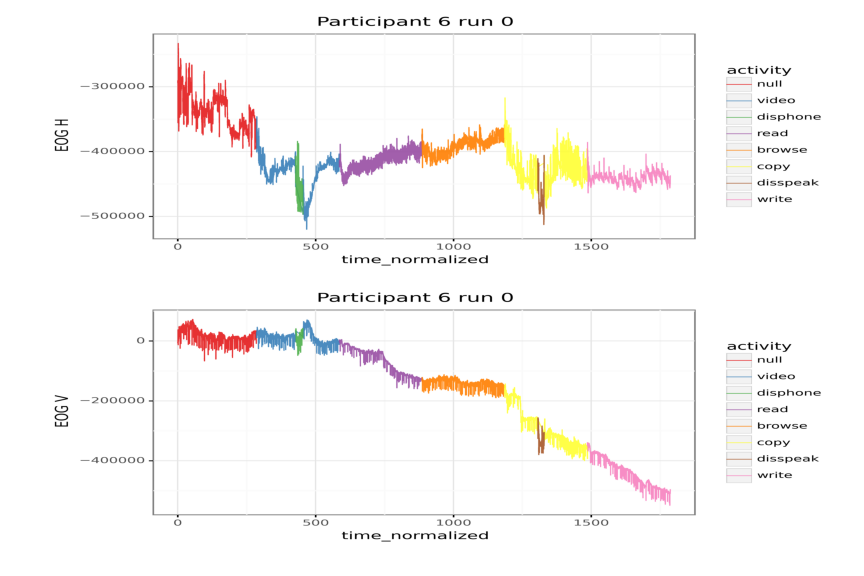 Participant 6 run 0
EOG H
−300000
−400000
−500000
0 500 1000 1500
time_normalized
activity
null
video
disphone
read
browse
copy
disspeak
write
Participant 6 run 0
EOG V
0
−200000
−400000
0 500 1000 1500
time_normalized
activity
null
video
disphone
read
browse
copy
disspeak
write